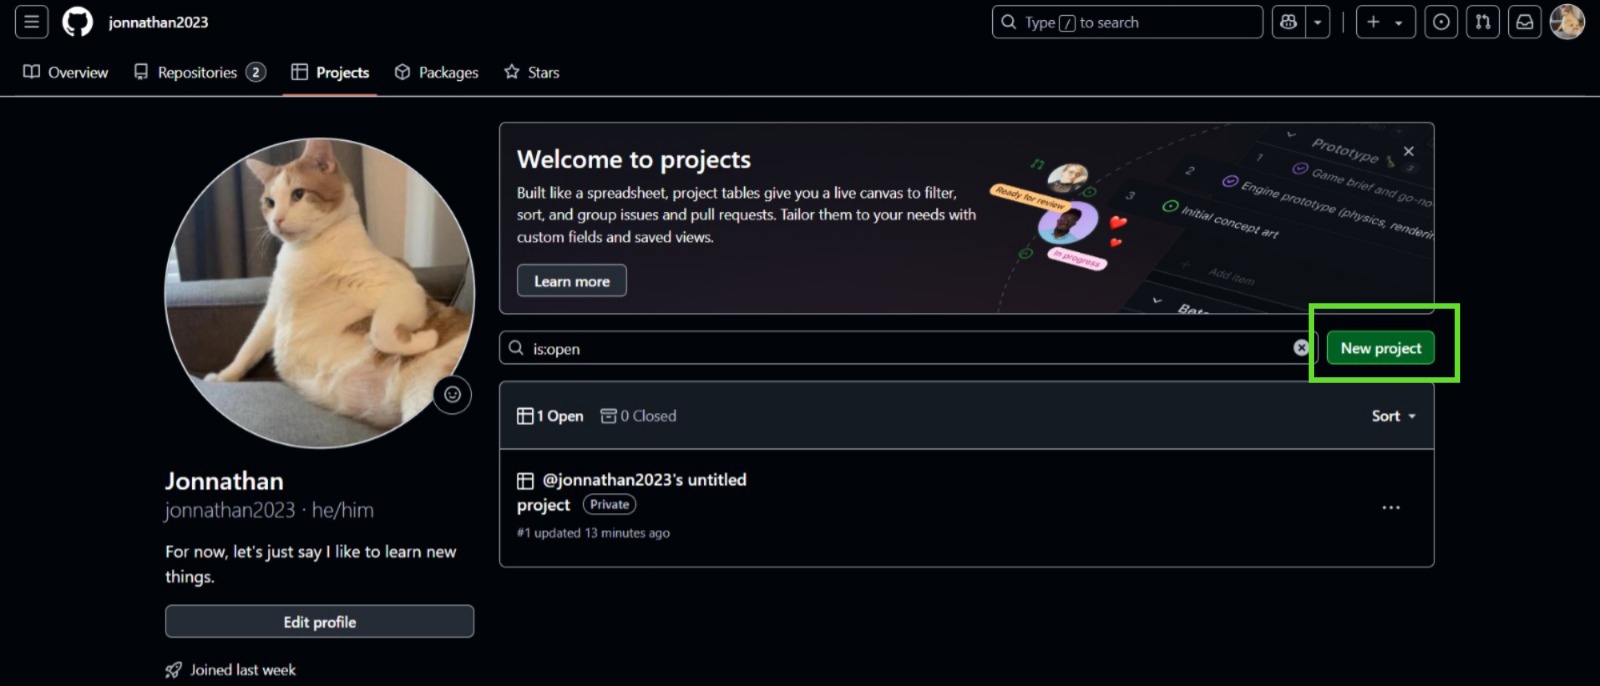 jonnathan2023
Type / to search
Overview Repositories 2 Projects Packages Stars
Welcome to projects
Built like a spreadsheet, project tables give you a live canvas to filter,
sort, and group issues and pull requests. Tailor them to your needs with
custom fields and saved views.
Learn more
Ready for review
In progress
Prototype 3
1 Game brief and go-no
2 Engine prototype (physics, renderin
3 Initial concept art
Add item
Beta
is:open
New project
1 Open 0 Closed
Sort
@jonnathan2023's untitled
project Private
#1 updated 13 minutes ago
Jonnathan
jonnathan2023 · he/him
For now, let's just say I like to learn new
things.
Edit profile
Joined last week